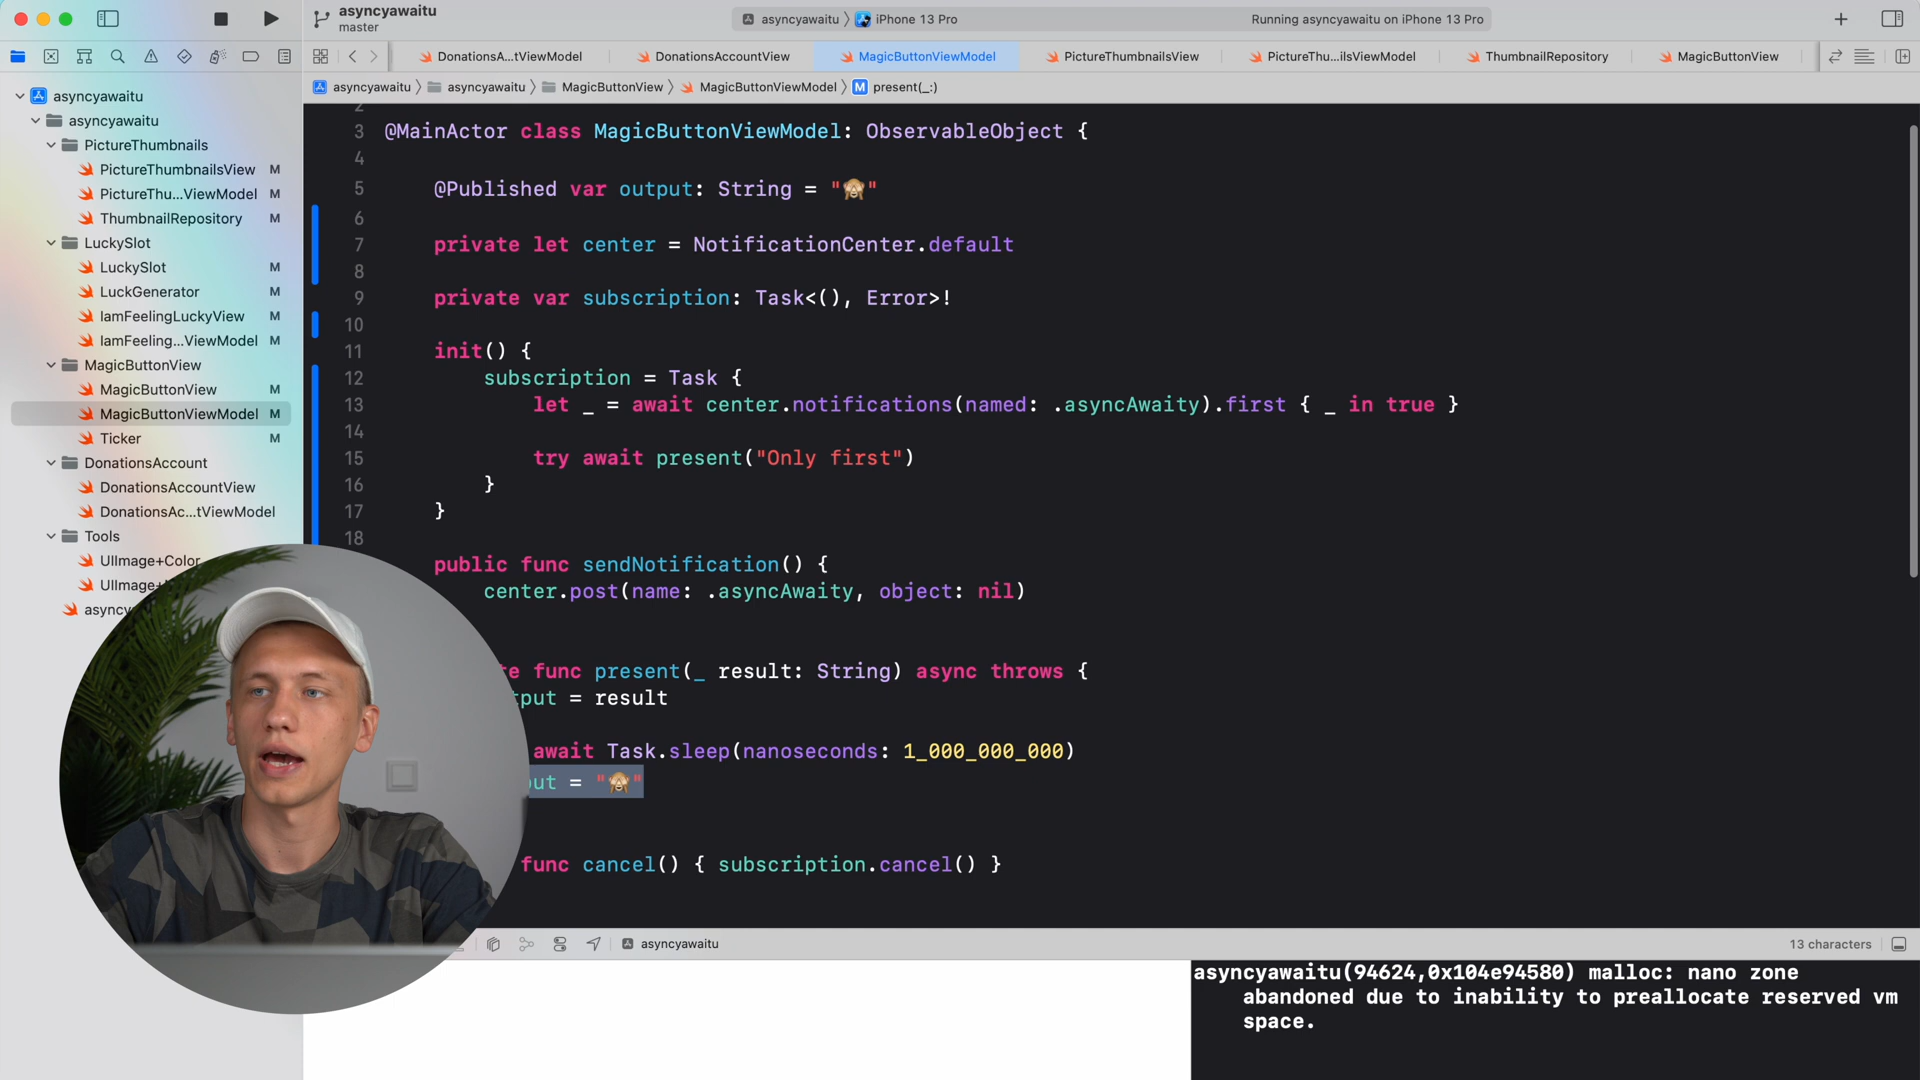 asyncyawaitu
master
asyncyawaitu 〉 iPhone 13 Pro
Running asyncyawaitu on iPhone 13 Pro
DonationsA...tViewModel
DonationsAccountView
MagicButtonViewModel
PictureThumbnailsView
PictureThu...ilsViewModel
ThumbnailRepository
MagicButtonView
asyncyawaitu 〉 asyncyawaitu 〉 MagicButtonView 〉 MagicButtonViewModel 〉 M present(_:)
asyncyawaitu
asyncyawaitu
PictureThumbnails
PictureThumbnailsView M
PictureThu...ViewModel M
ThumbnailRepository M
LuckySlot
LuckySlot M
LuckGenerator M
IamFeelingLuckyView M
IamFeeling...ViewModel M
MagicButtonView
MagicButtonView M
MagicButtonViewModel M
Ticker M
DonationsAccount
DonationsAccountView
DonationsAc...tViewModel
Tools
UIImage+Color
UIImage+
async
2
3 @MainActor class MagicButtonViewModel: ObservableObject {
4
5 @Published var output: String = "🙈"
6
7 private let center = NotificationCenter.default
8
9 private var subscription: Task<(), Error>!
10
11 init() {
12 subscription = Task {
13 let _ = await center.notifications(named: .asyncAwaity).first { _ in true }
14
15 try await present("Only first")
16 }
17 }
18
public func sendNotification() {
center.post(name: .asyncAwaity, object: nil)
te func present(_ result: String) async throws {
tput = result
await Task.sleep(nanoseconds: 1_000_000_000)
put = "🙈"
func cancel() { subscription.cancel() }
asyncyawaitu
13 characters
asyncyawaitu(94624,0x104e94580) malloc: nano zone
abandoned due to inability to preallocate reserved vm
space.